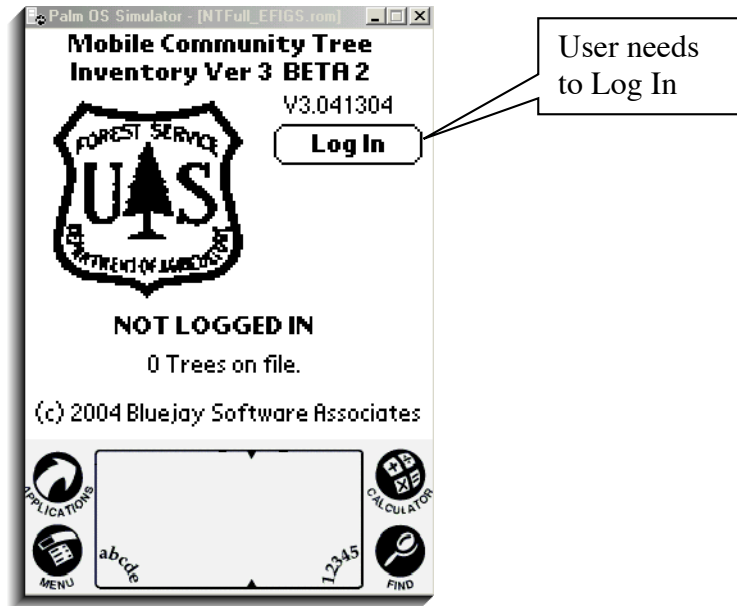 Palm OS Simulator - [NTFull_EFIGS.rom]
Mobile Community Tree
Inventory Ver 3 BETA 2
V3.041304
Log In
User needs
to Log In
FOREST SERVICE
U S
DEPARTMENT OF AGRICULTURE
NOT LOGGED IN
0 Trees on file.
(c) 2004 Bluejay Software Associates
APPLICATIONS
CALCULATOR
MENU
abcde
12345
FIND